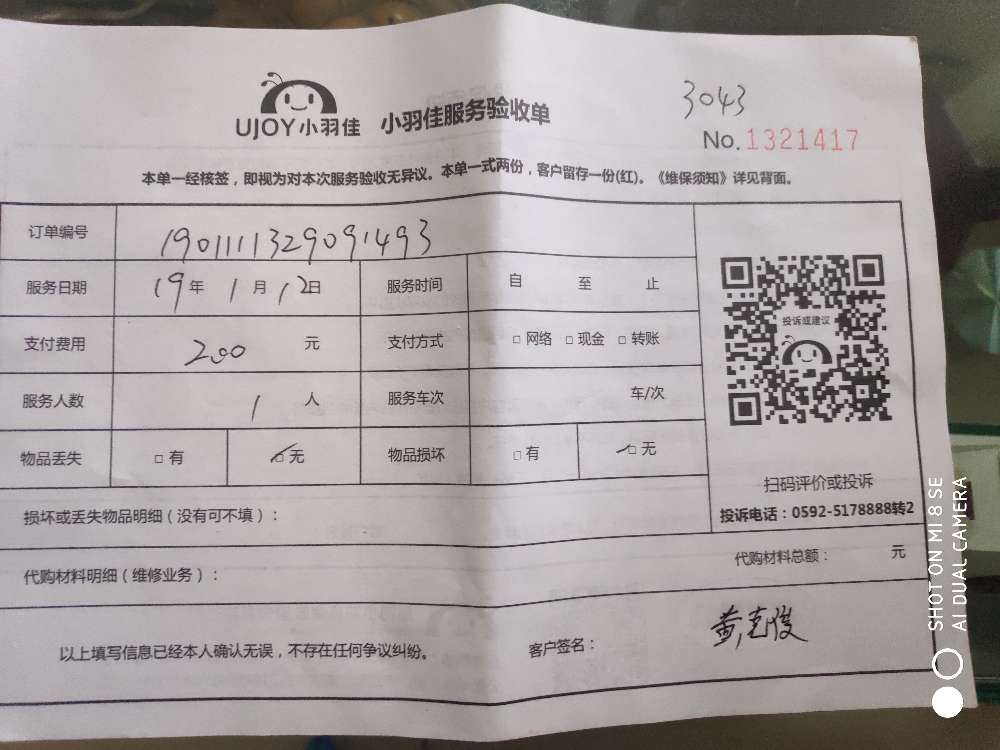 3043
UJOY小羽佳 小羽佳服务验收单
No.1321417
本单一经核签，即视为对本次服务验收无异议。本单一式两份，客户留存一份(红)。《维保须知》详见背面。
订单编号 1901111329091493
服务日期 19年 1月 12日 服务时间 自 至 止
支付费用 200 元 支付方式 □网络 □现金 □转账
服务人数 1 人 服务车次 车/次
物品丢失 □有 ☑无 物品损坏 □有 ☑无
投诉或建议
扫码评价或投诉
投诉电话：0592-5178888转2
损坏或丢失物品明细（没有可不填）：
代购材料明细（维修业务）： 代购材料总额： 元
以上填写信息已经本人确认无误，不存在任何争议纠纷。 客户签名： 黄克俊
SHOT ON MI 8 SE
AI DUAL CAMERA